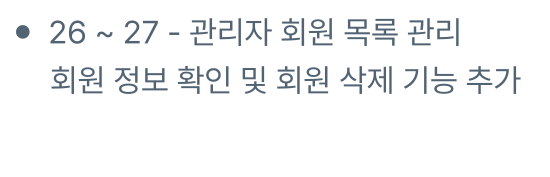 • 26 ~ 27 - 관리자 회원 목록 관리
회원 정보 확인 및 회원 삭제 기능 추가